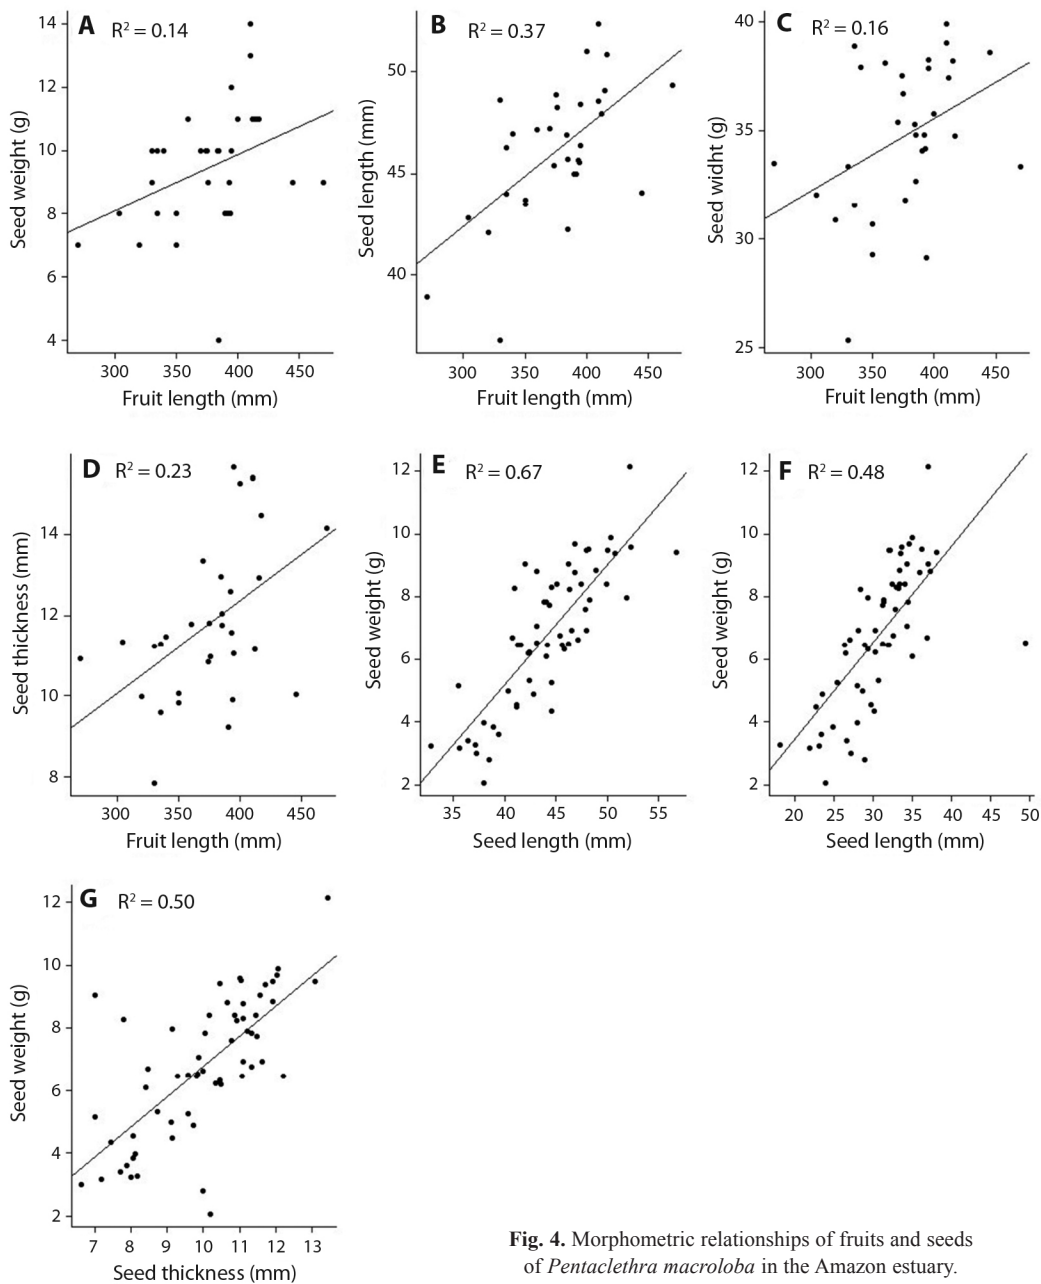 A R² = 0.14
14
12
10
8
6
4
Seed weight (g)
300 350 400 450
Fruit length (mm)
B R² = 0.37
50
45
40
Seed length (mm)
300 350 400 450
Fruit length (mm)
C R² = 0.16
40
35
30
25
Seed widht (g)
300 350 400 450
Fruit length (mm)
D R² = 0.23
14
12
10
8
Seed thickness (mm)
300 350 400 450
Fruit length (mm)
E R² = 0.67
12
10
8
6
4
2
Seed weight (g)
35 40 45 50 55
Seed length (mm)
F R² = 0.48
12
10
8
6
4
2
Seed weight (g)
20 25 30 35 40 45 50
Seed length (mm)
G R² = 0.50
12
10
8
6
4
2
Seed weight (g)
7 8 9 10 11 12 13
Seed thickness (mm)
Fig. 4. Morphometric relationships of fruits and seeds
of Pentaclethra macroloba in the Amazon estuary.